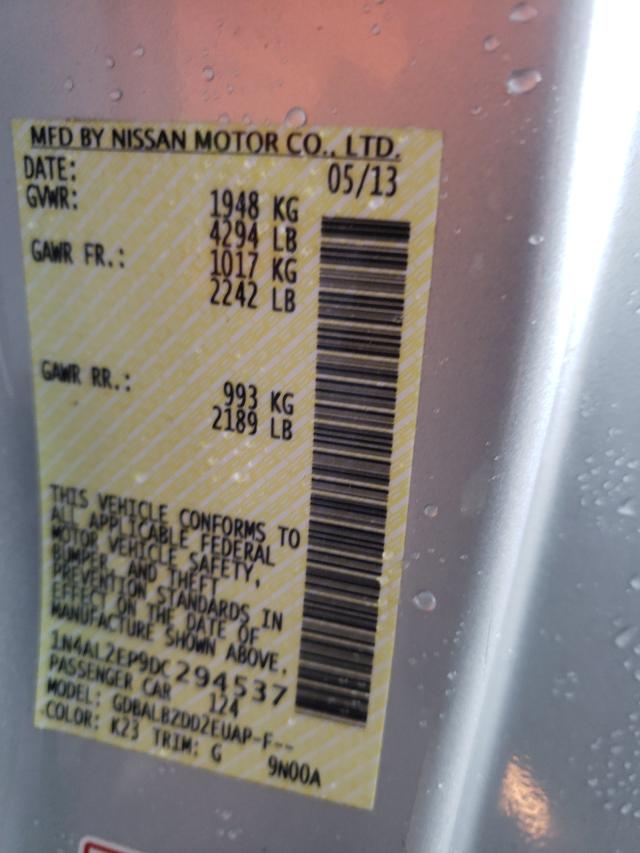 MFD BY NISSAN MOTOR CO., LTD.
DATE: 05/13
GVWR: 1948 KG
4294 LB
GAWR FR.: 1017 KG
2242 LB
GAWR RR.: 993 KG
2189 LB
THIS VEHICLE CONFORMS TO
ALL APPLICABLE FEDERAL
MOTOR VEHICLE SAFETY,
BUMPER, AND THEFT
PREVENTION STANDARDS IN
EFFECT ON THE DATE OF
MANUFACTURE SHOWN ABOVE.
1N4AL2EP9DC294537
PASSENGER CAR 124
MODEL: GDBALBZDD2EUAP-F--
COLOR: K23 TRIM: G 9N00A